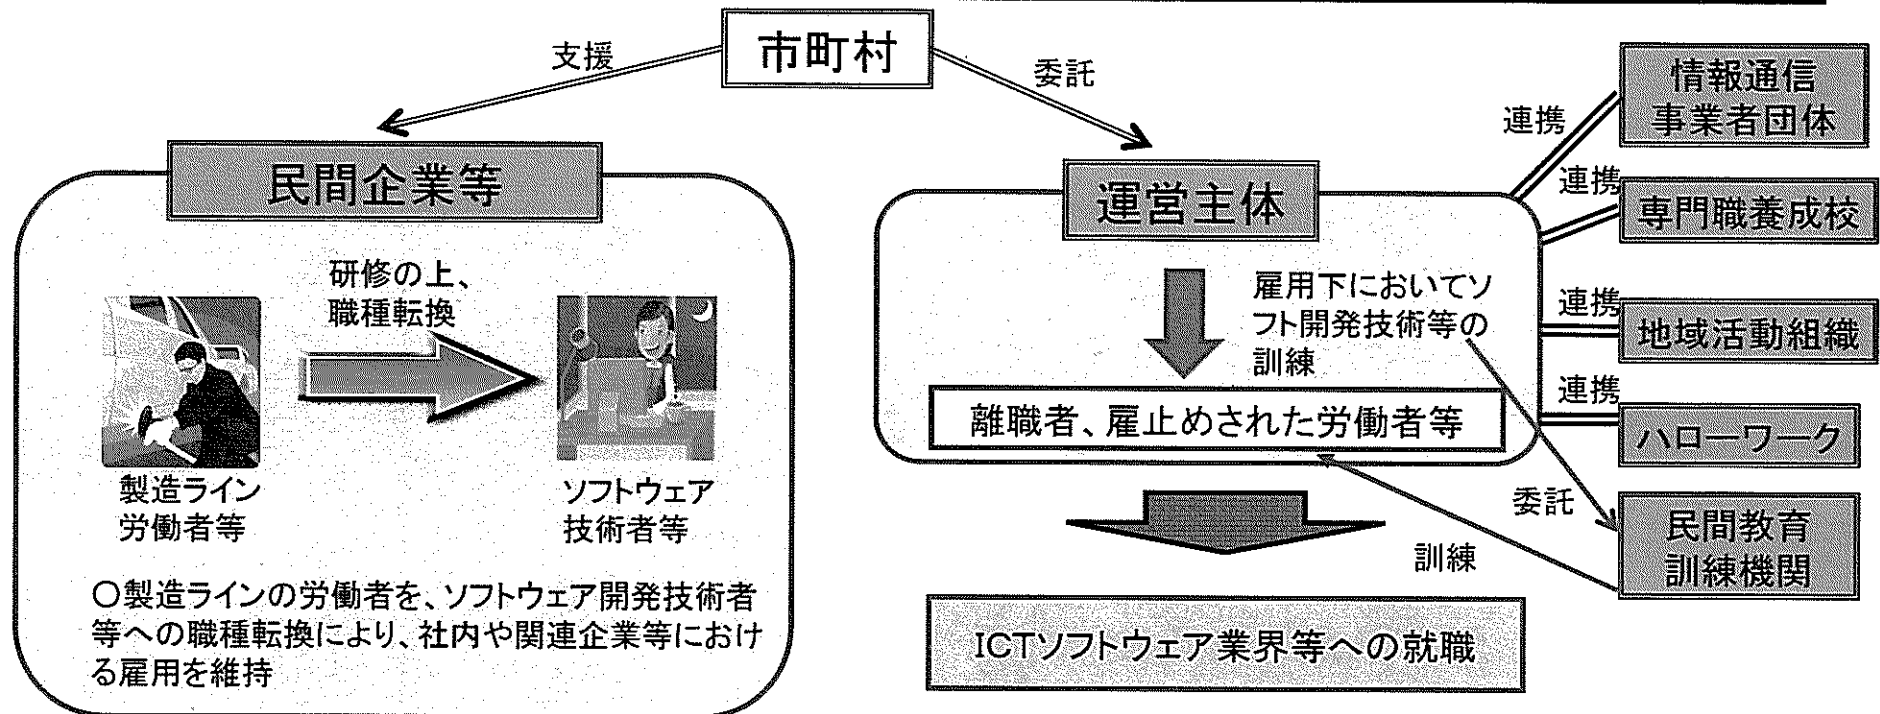 市町村
支援
委託
民間企業等
研修の上、
職種転換
製造ライン
労働者等
ソフトウェア
技術者等
○製造ラインの労働者を、ソフトウェア開発技術者
等への職種転換により、社内や関連企業等におけ
る雇用を維持
運営主体
雇用下においてソ
フト開発技術等の
訓練
離職者、雇止めされた労働者等
連携
情報通信
事業者団体
連携
専門職養成校
連携
地域活動組織
連携
ハローワーク
委託
民間教育
訓練機関
訓練
ICTソフトウェア業界等への就職